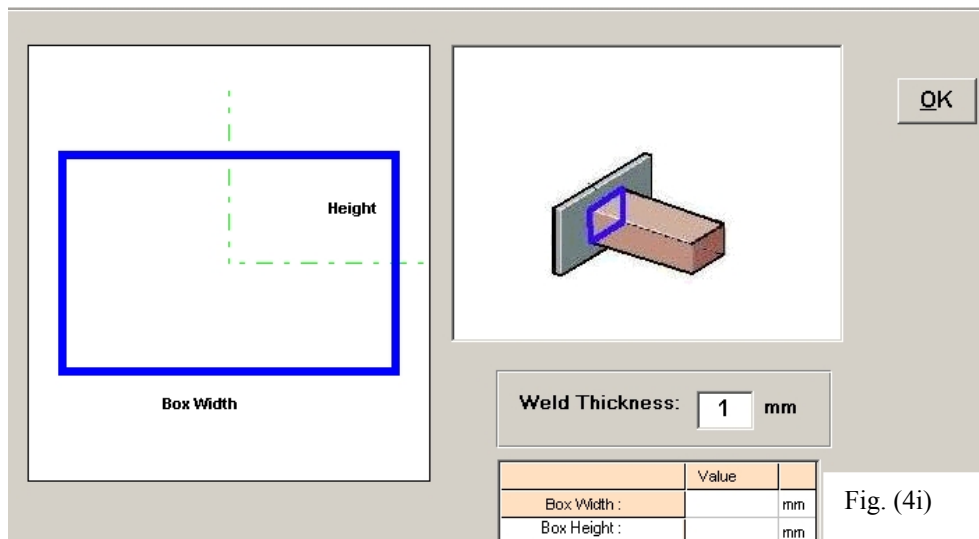 Height
Box Width
OK
Weld Thickness: 1 mm
Value
Box Width : mm
Box Height : mm
Fig. (4i)